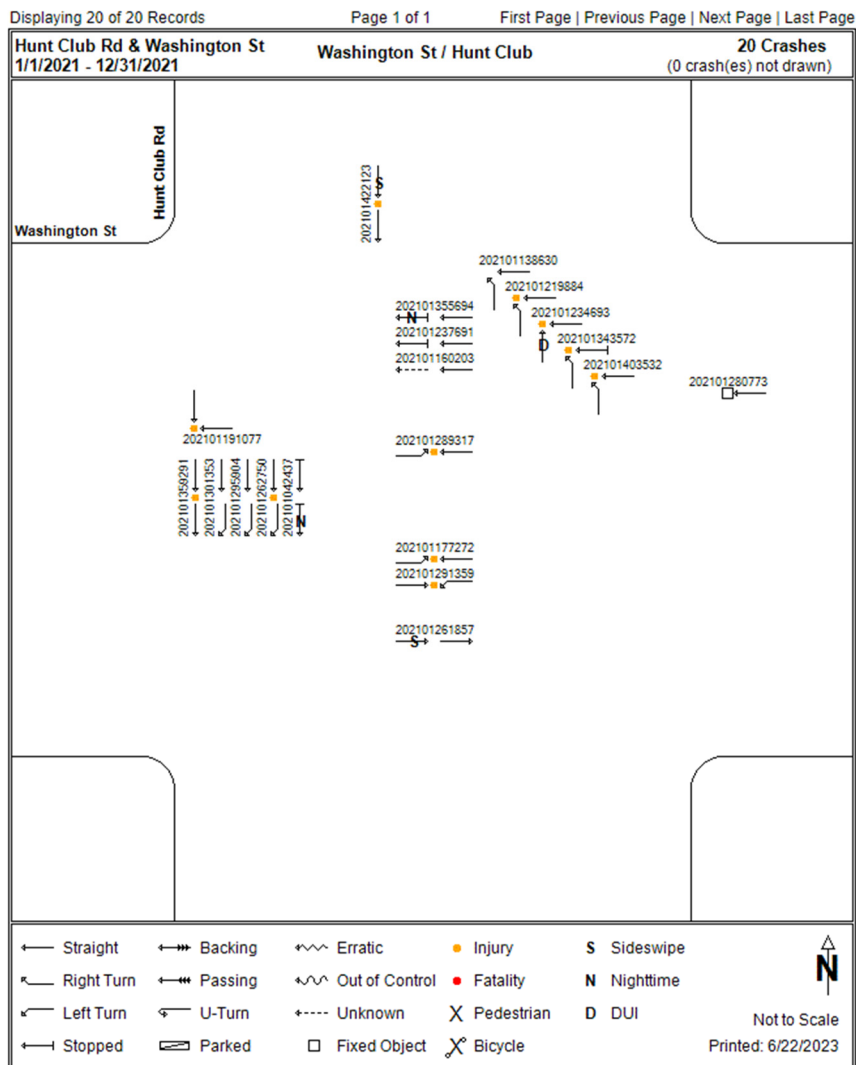 Displaying 20 of 20 Records Page 1 of 1 First Page | Previous Page | Next Page | Last Page
Hunt Club Rd & Washington St Washington St / Hunt Club 20 Crashes
1/1/2021 - 12/31/2021 (0 crash(es) not drawn)
Hunt Club Rd
Washington St
202101422123
S
202101138630
202101219884
202101355694
N
202101234693
202101237691
D
202101343572
202101160203
202101403532
202101280773
202101191077
202101289317
202101359291
202101301353
202101295904
202101262750
202101042437
N
202101177272
202101291359
202101261857
S
Straight Backing Erratic Injury S Sideswipe
Right Turn Passing Out of Control Fatality N Nighttime
Left Turn U-Turn Unknown Pedestrian D DUI
Stopped Parked Fixed Object Bicycle
N
Not to Scale
Printed: 6/22/2023